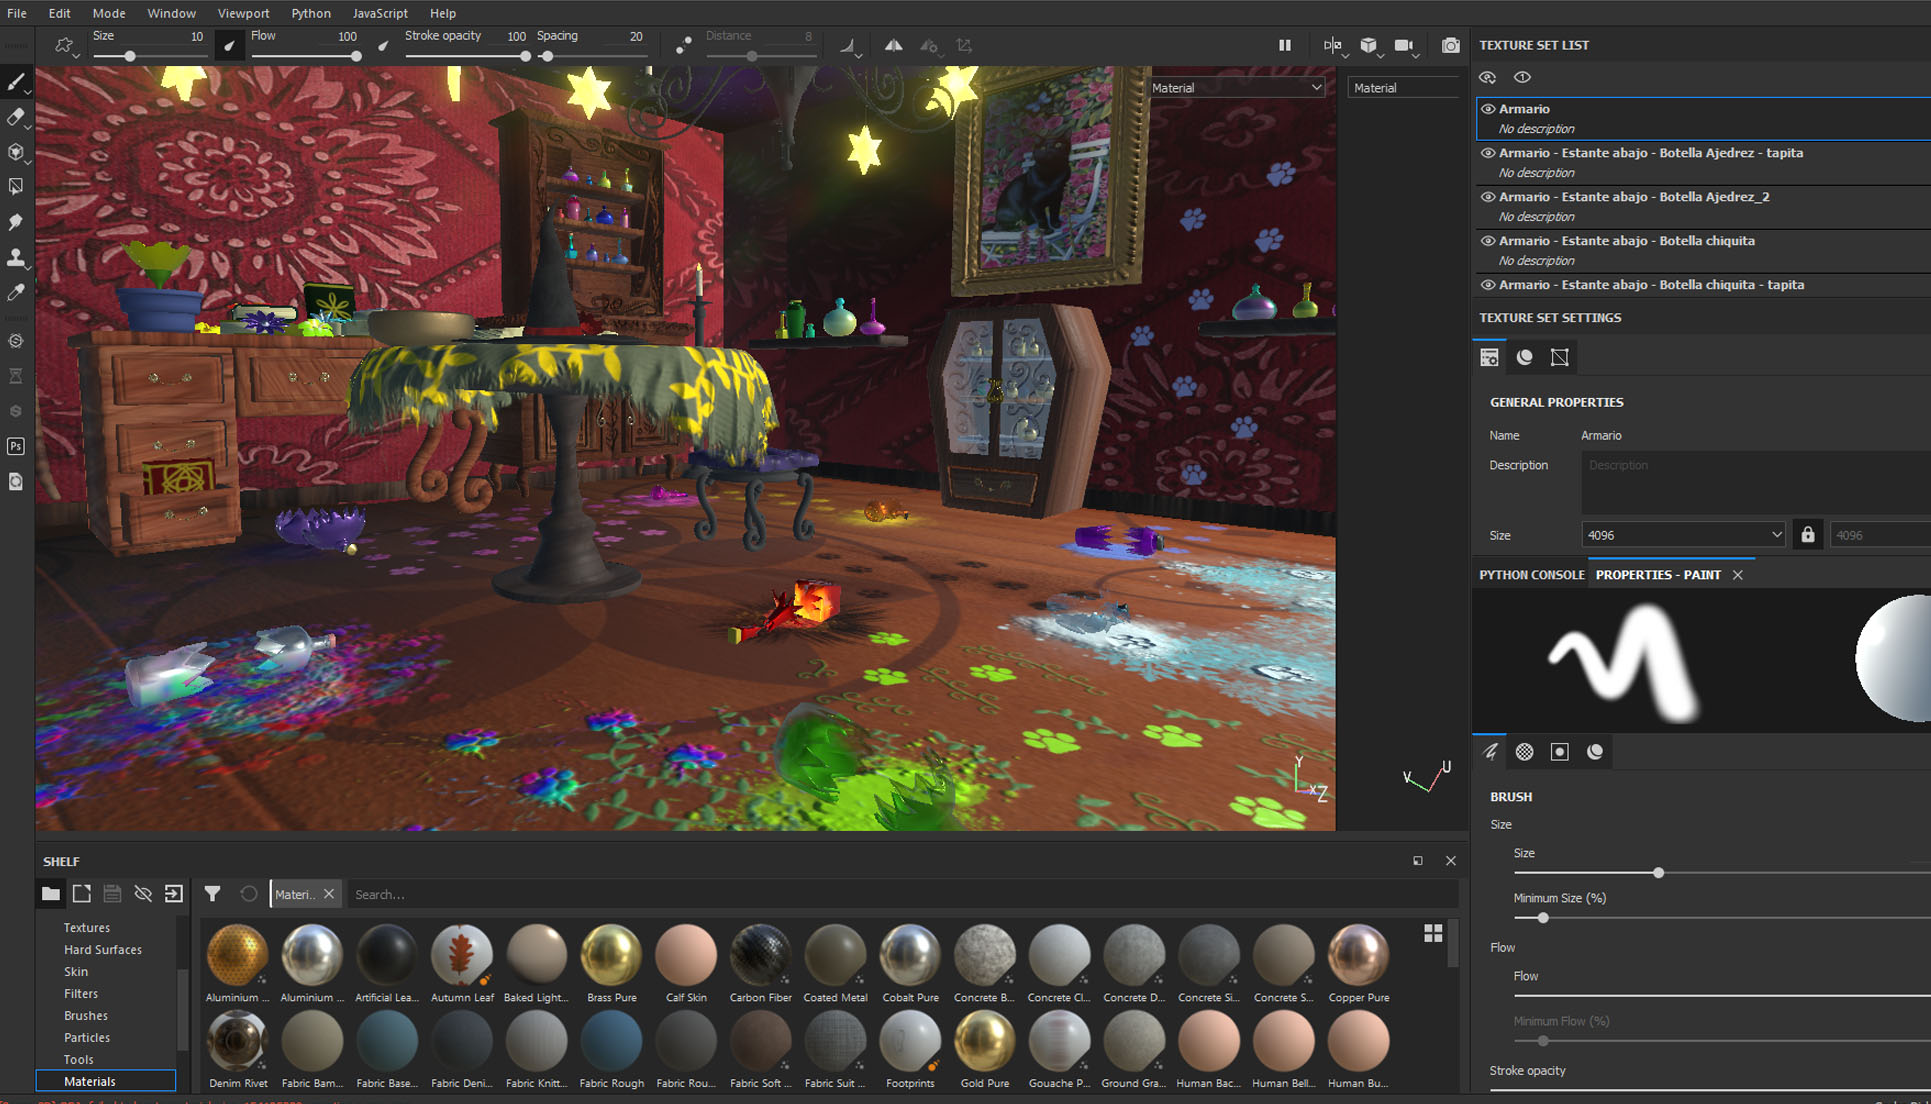 File Edit Mode Window Viewport Python JavaScript Help
Size 10 Flow 100 Stroke opacity 100 Spacing 20 Distance 8
Material
Material
TEXTURE SET LIST
Armario
No description
Armario - Estante abajo - Botella Ajedrez - tapita
No description
Armario - Estante abajo - Botella Ajedrez_2
No description
Armario - Estante abajo - Botella chiquita
No description
Armario - Estante abajo - Botella chiquita - tapita
TEXTURE SET SETTINGS
GENERAL PROPERTIES
Name Armario
Description Description
Size 4096 4096
PYTHON CONSOLE PROPERTIES - PAINT
BRUSH
Size
Size
Minimum Size (%)
Flow
Flow
Minimum Flow (%)
Stroke opacity
Ps
Y
X Z
V U
SHELF
Materi.. Search...
Textures
Hard Surfaces
Skin
Filters
Brushes
Particles
Tools
Materials
Aluminium ... Aluminium ... Artificial Lea... Autumn Leaf Baked Light... Brass Pure Calf Skin Carbon Fiber Coated Metal Cobalt Pure Concrete B... Concrete Cl... Concrete D... Concrete Si... Concrete S... Copper Pure
Denim Rivet Fabric Bam... Fabric Base... Fabric Deni... Fabric Knitt... Fabric Rough Fabric Rou... Fabric Soft ... Fabric Suit ... Footprints Gold Pure Gouache P... Ground Gra... Human Bac... Human Bell... Human Bu...